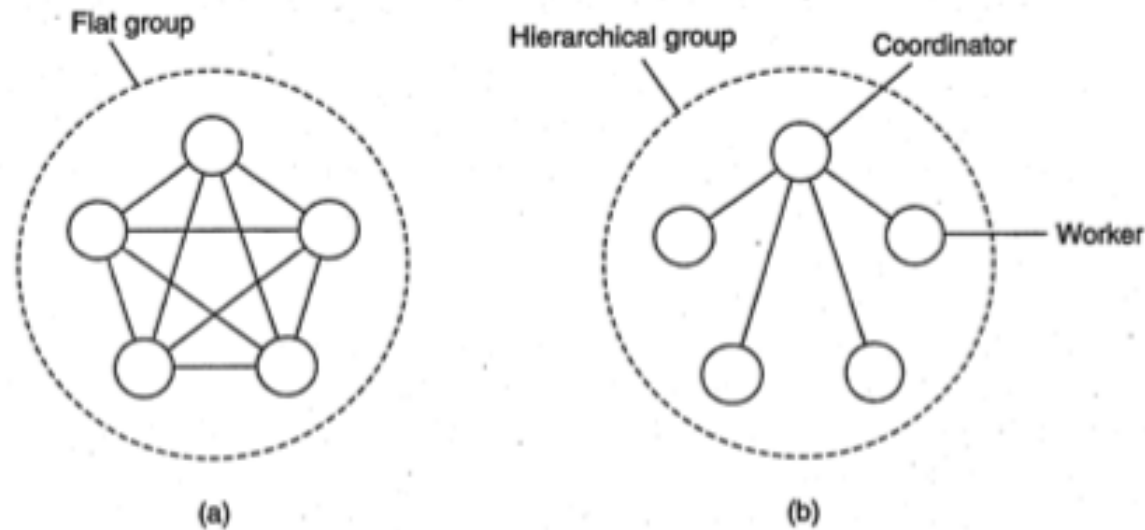 Flat group
Hierarchical group
Coordinator
Worker
(a)
(b)